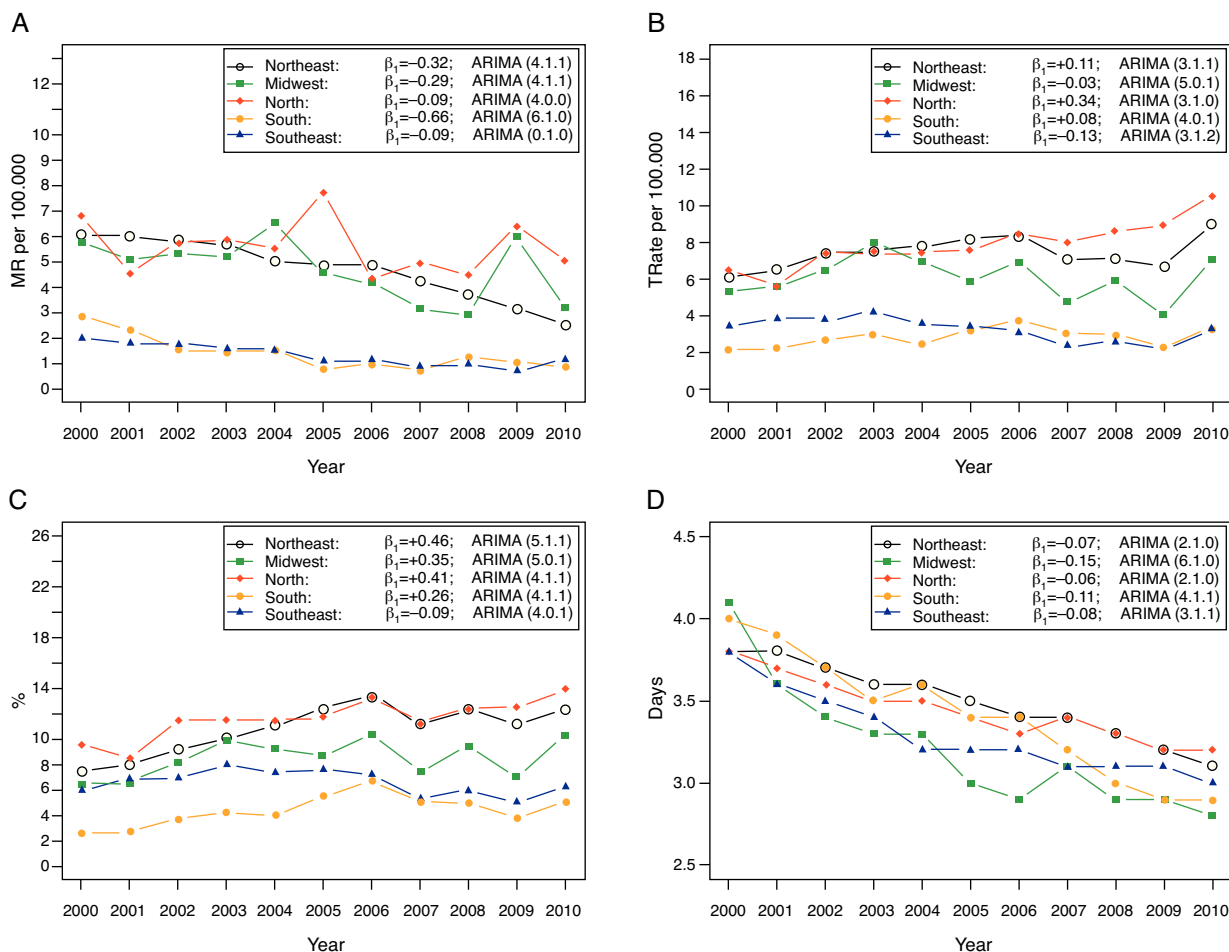 A
Northeast: β1=–0.32; ARIMA (4.1.1)
Midwest: β1=–0.29; ARIMA (4.1.1)
North: β1=–0.09; ARIMA (4.0.0)
South: β1=–0.66; ARIMA (6.1.0)
Southeast: β1=–0.09; ARIMA (0.1.0)
MR per 100.000
13
12
11
10
9
8
7
6
5
4
3
2
1
0
2000 2001 2002 2003 2004 2005 2006 2007 2008 2009 2010
Year
B
Northeast: β1=+0.11; ARIMA (3.1.1)
Midwest: β1=–0.03; ARIMA (5.0.1)
North: β1=+0.34; ARIMA (3.1.0)
South: β1=+0.08; ARIMA (4.0.1)
Southeast: β1=–0.13; ARIMA (3.1.2)
TRate per 100.000
18
16
14
12
10
8
6
4
2
0
2000 2001 2002 2003 2004 2005 2006 2007 2008 2009 2010
Year
C
Northeast: β1=+0.46; ARIMA (5.1.1)
Midwest: β1=+0.35; ARIMA (5.0.1)
North: β1=+0.41; ARIMA (4.1.1)
South: β1=+0.26; ARIMA (4.1.1)
Southeast: β1=–0.09; ARIMA (4.0.1)
%
26
22
18
14
10
8
6
4
2
0
2000 2001 2002 2003 2004 2005 2006 2007 2008 2009 2010
Year
D
Northeast: β1=–0.07; ARIMA (2.1.0)
Midwest: β1=–0.15; ARIMA (6.1.0)
North: β1=–0.06; ARIMA (2.1.0)
South: β1=–0.11; ARIMA (4.1.1)
Southeast: β1=–0.08; ARIMA (3.1.1)
Days
4.5
4.0
3.5
3.0
2.5
2000 2001 2002 2003 2004 2005 2006 2007 2008 2009 2010
Year